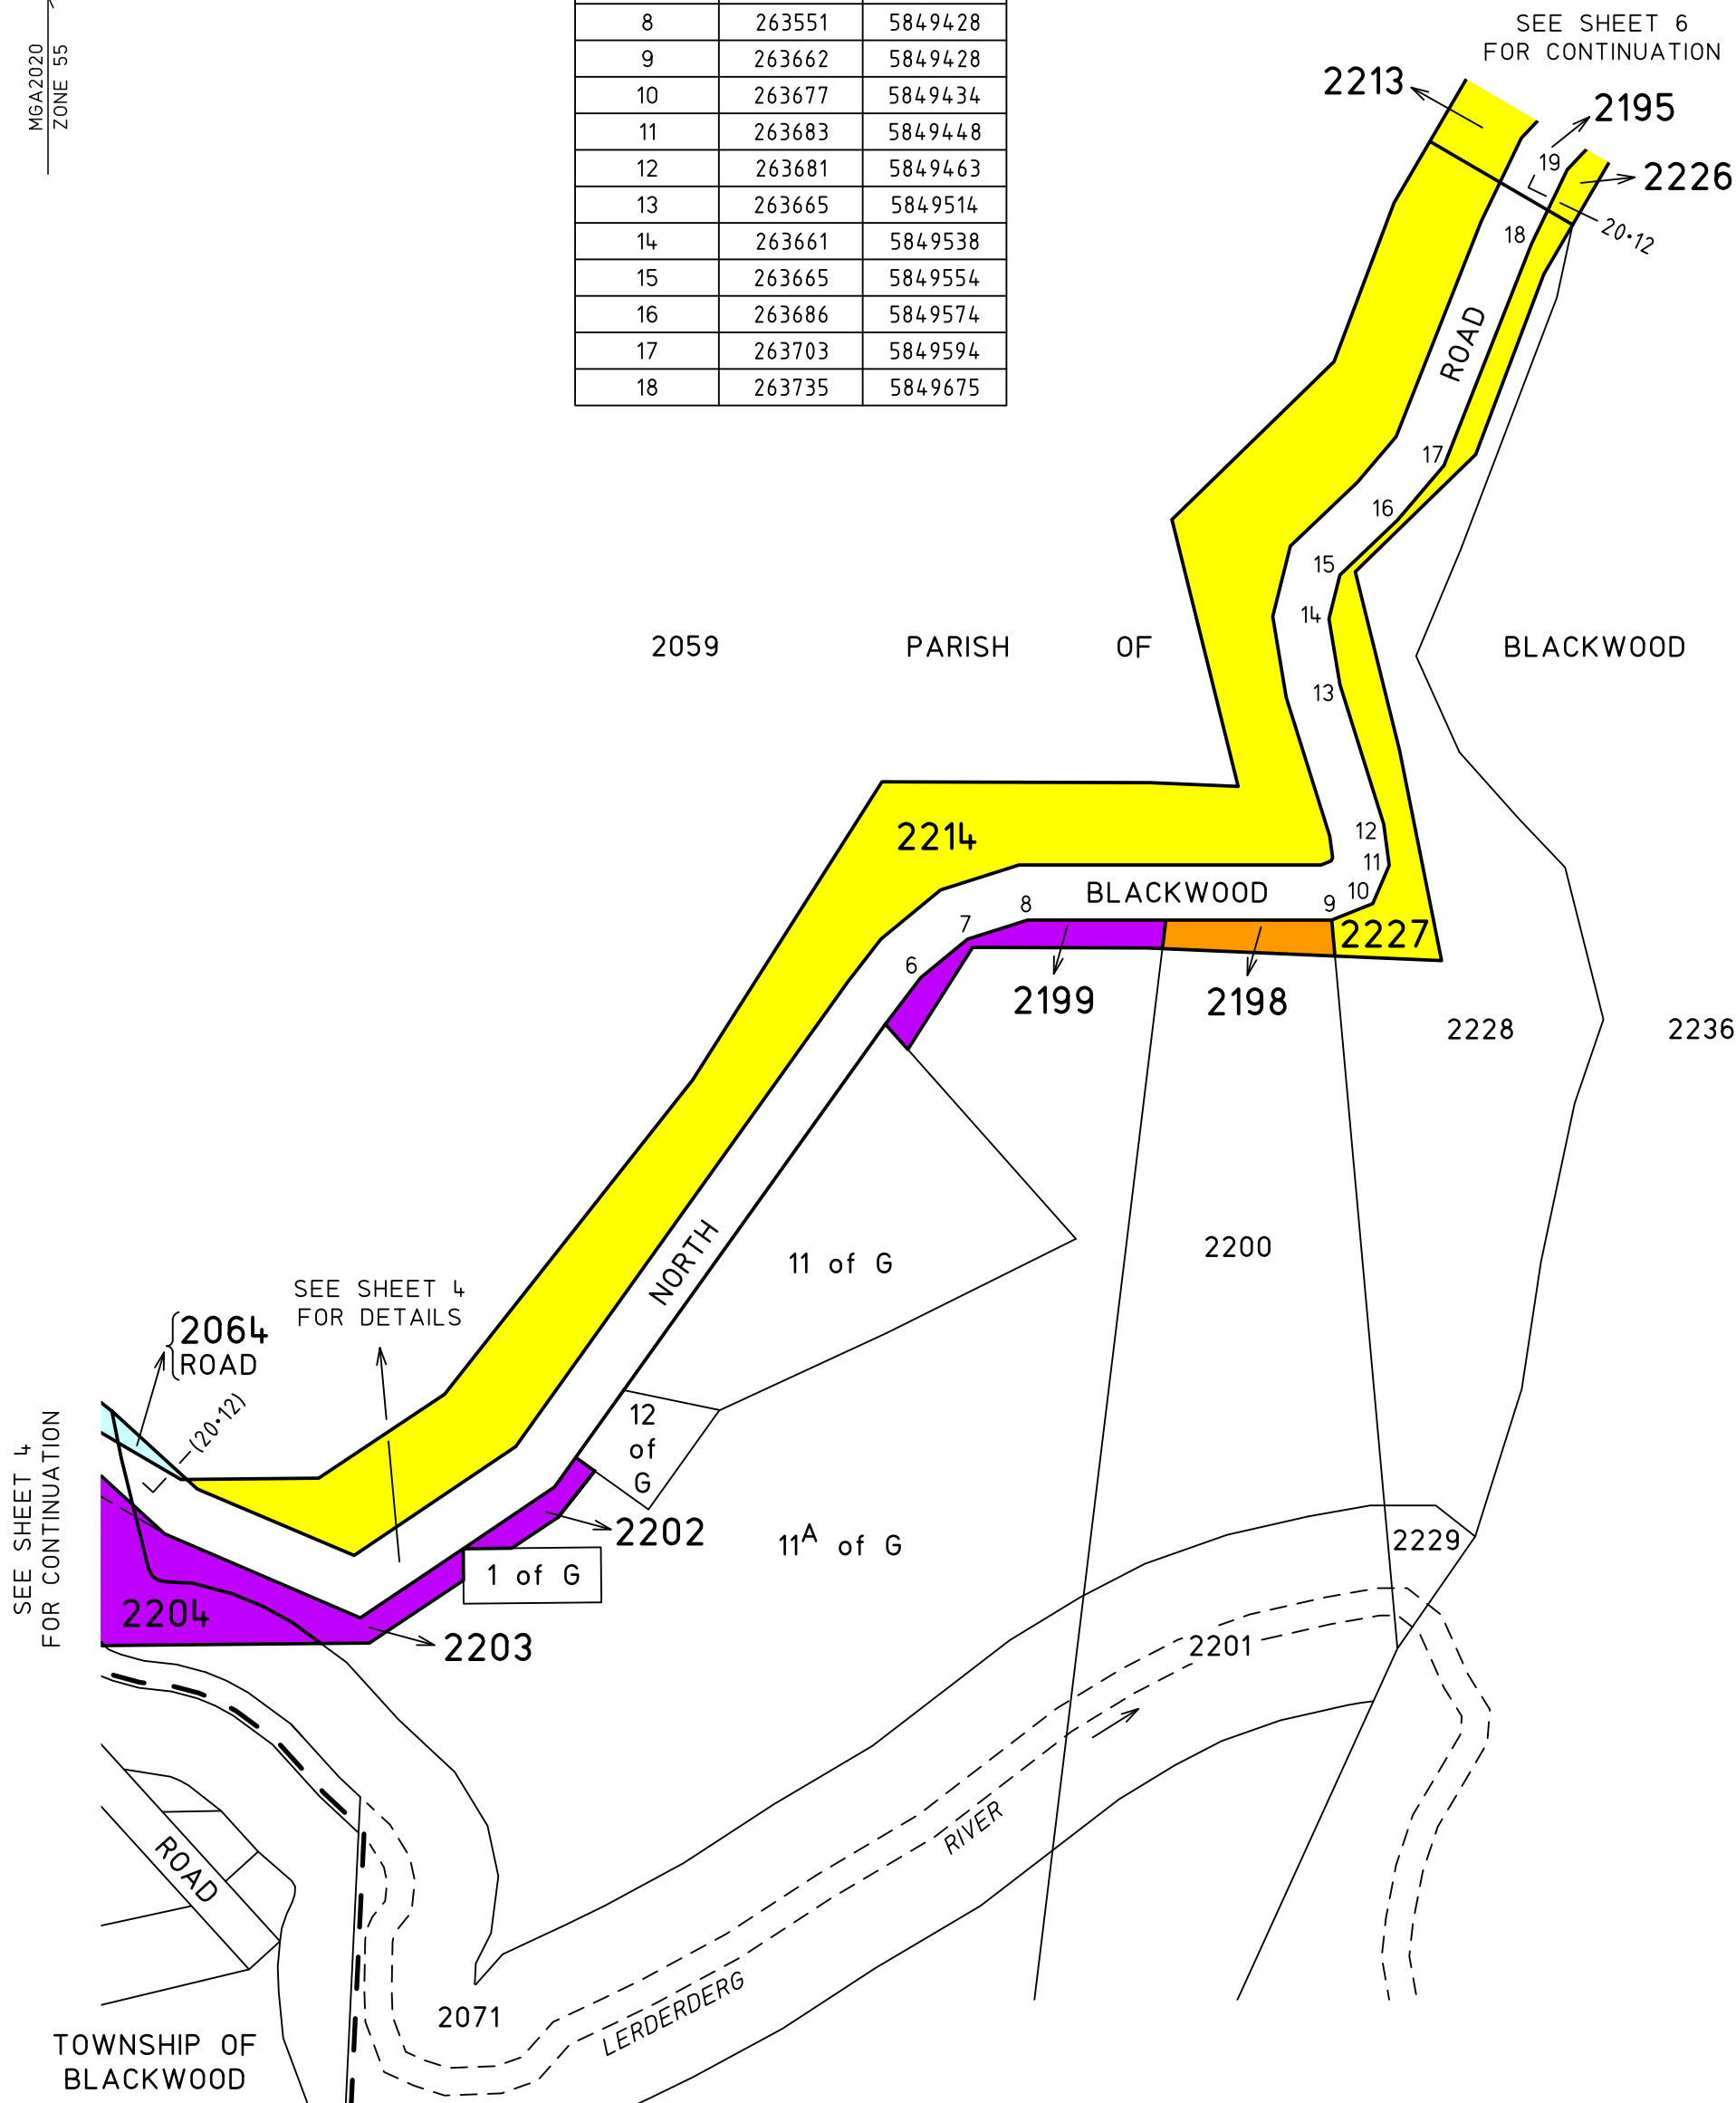 MGA2020
ZONE 55
8 263551 5849428
9 263662 5849428
10 263677 5849434
11 263683 5849448
12 263681 5849463
13 263665 5849514
14 263661 5849538
15 263665 5849554
16 263686 5849574
17 263703 5849594
18 263735 5849675
SEE SHEET 6
FOR CONTINUATION
2213
2195
19
2226
18
20·12
ROAD
17
16
15
14
2059 PARISH OF BLACKWOOD
13
12
2214
11
BLACKWOOD
10
8
9
7
2227
6
2199
2198
2228
2236
NORTH
11 of G
2200
SEE SHEET 4
FOR DETAILS
2064
ROAD
(20·12)
12
of
G
SEE SHEET 4
FOR CONTINUATION
2202
11A of G
2229
1 of G
2204
2203
2201
RIVER
ROAD
LERDERDERG
2071
TOWNSHIP OF
BLACKWOOD